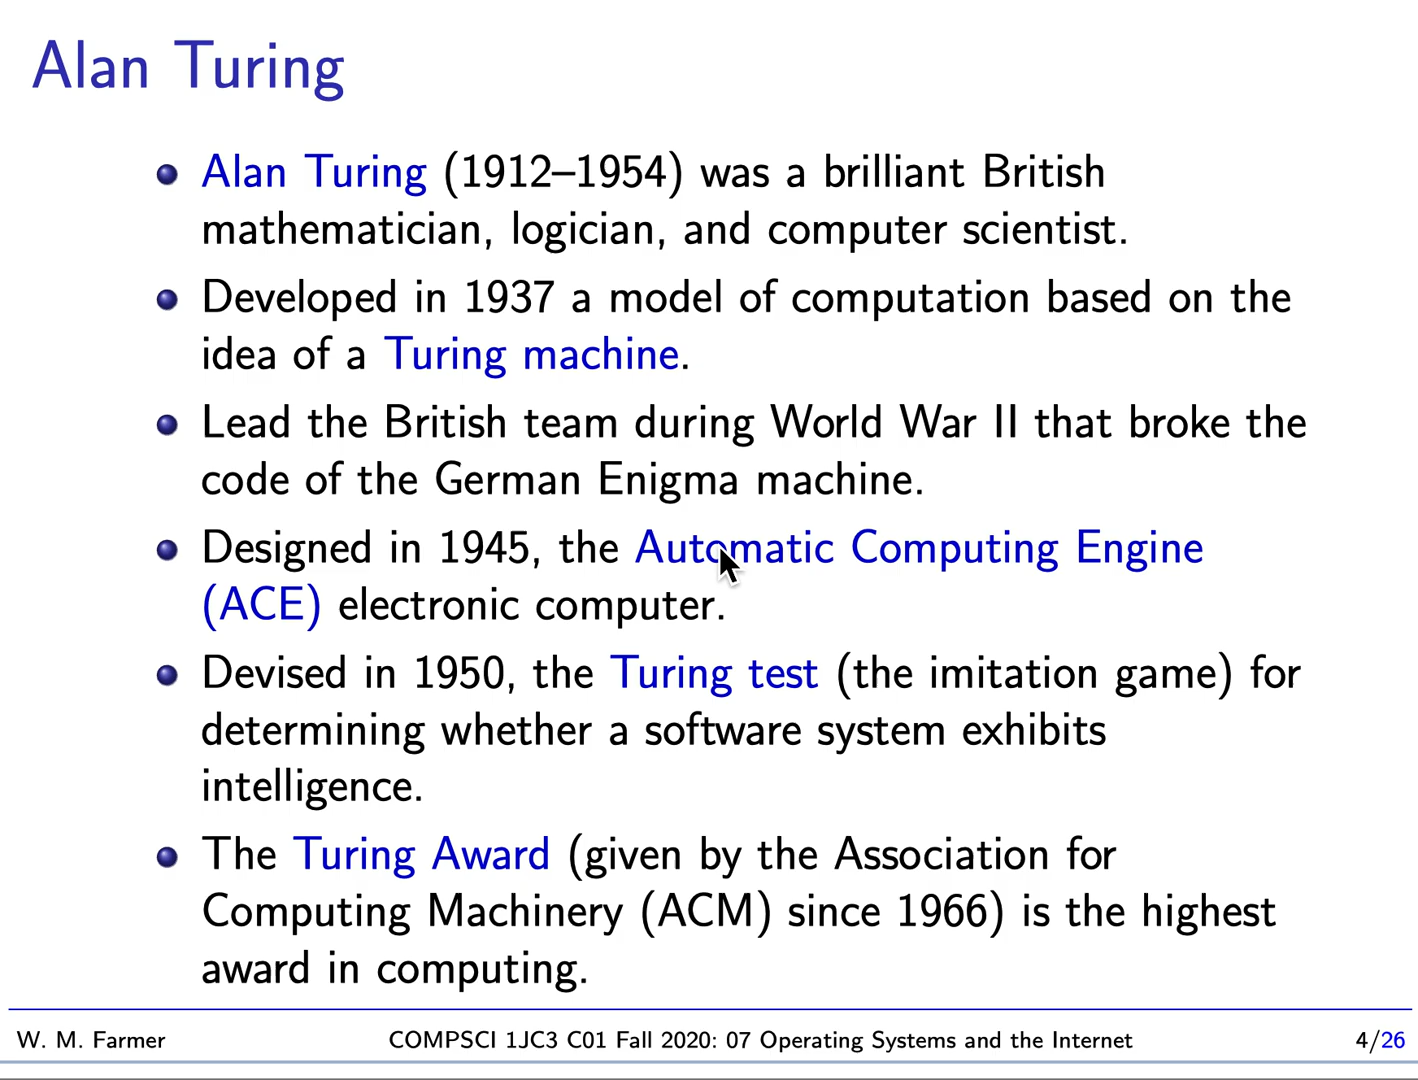 Alan Turing
Alan Turing (1912–1954) was a brilliant British
mathematician, logician, and computer scientist.
Developed in 1937 a model of computation based on the
idea of a Turing machine.
Lead the British team during World War II that broke the
code of the German Enigma machine.
Designed in 1945, the Automatic Computing Engine
(ACE) electronic computer.
Devised in 1950, the Turing test (the imitation game) for
determining whether a software system exhibits
intelligence.
The Turing Award (given by the Association for
Computing Machinery (ACM) since 1966) is the highest
award in computing.
W. M. Farmer COMPSCI 1JC3 C01 Fall 2020: 07 Operating Systems and the Internet 4/26